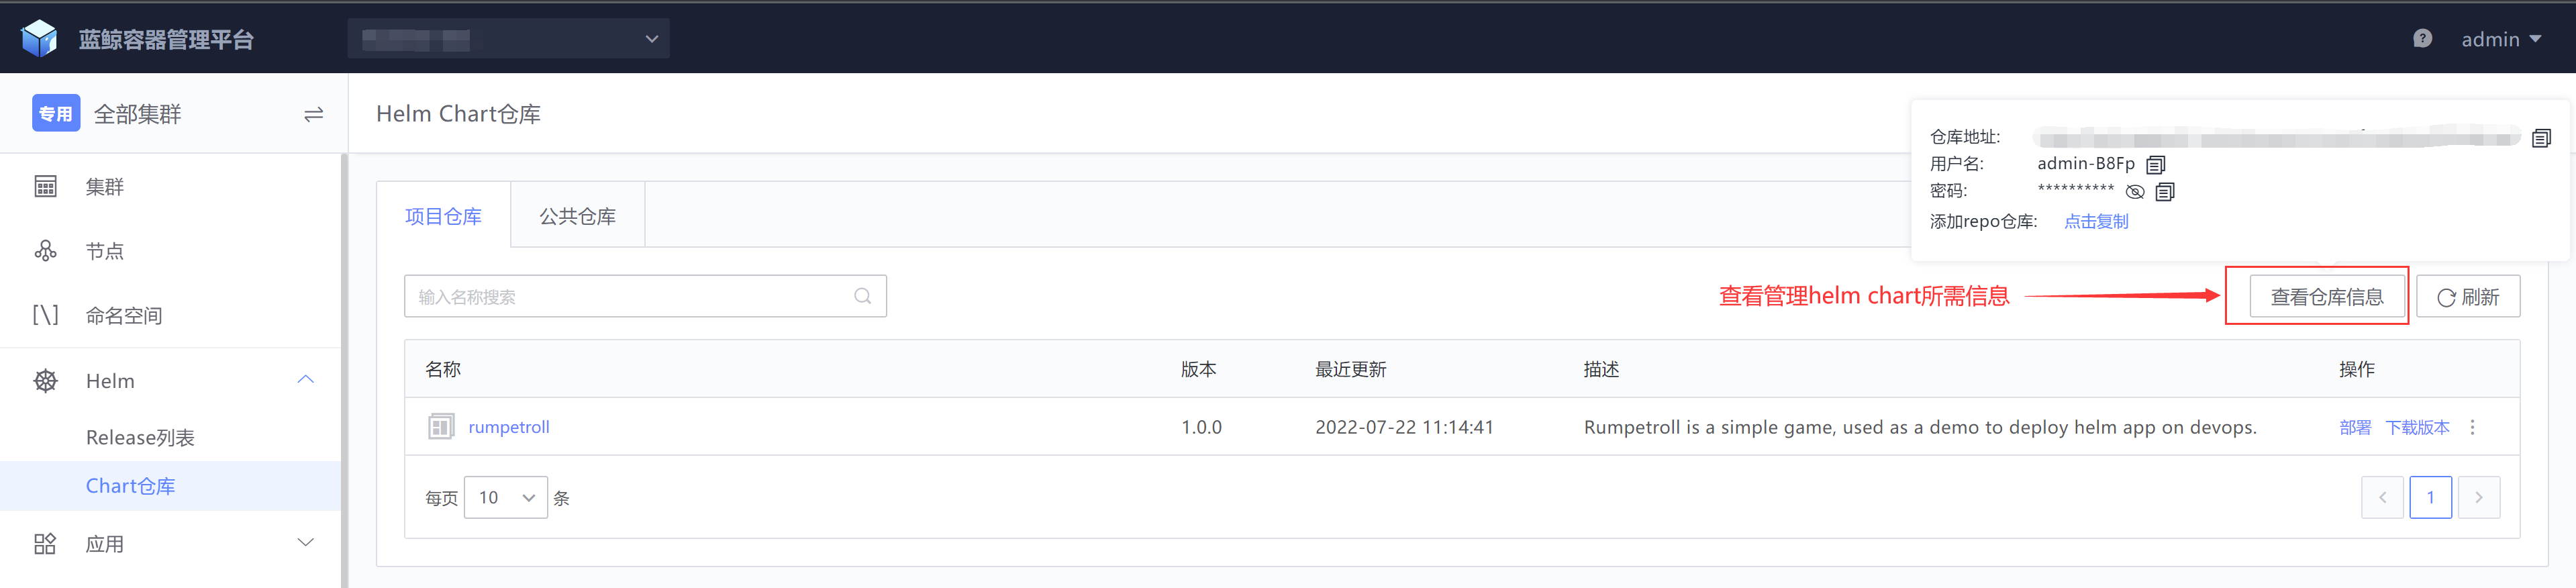 蓝鲸容器管理平台
admin
专用 全部集群
Helm Chart仓库
仓库地址:
用户名: admin-B8Fp
密码: **********
添加repo仓库: 点击复制
集群
节点
命名空间
Helm
Release列表
Chart仓库
应用
项目仓库 公共仓库
输入名称搜索
查看管理helm chart所需信息
查看仓库信息 刷新
名称 版本 最近更新 描述 操作
rumpetroll 1.0.0 2022-07-22 11:14:41 Rumpetroll is a simple game, used as a demo to deploy helm app on devops. 部署 下载版本
每页 10 条
1